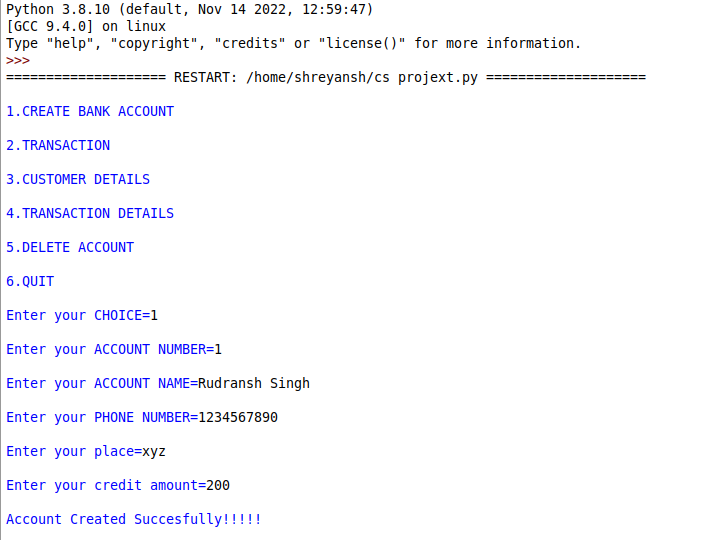 Python 3.8.10 (default, Nov 14 2022, 12:59:47)
[GCC 9.4.0] on linux
Type "help", "copyright", "credits" or "license()" for more information.
>>>
==================== RESTART: /home/shreyansh/cs projext.py ====================
1.CREATE BANK ACCOUNT
2.TRANSACTION
3.CUSTOMER DETAILS
4.TRANSACTION DETAILS
5.DELETE ACCOUNT
6.QUIT
Enter your CHOICE=1
Enter your ACCOUNT NUMBER=1
Enter your ACCOUNT NAME=Rudransh Singh
Enter your PHONE NUMBER=1234567890
Enter your place=xyz
Enter your credit amount=200
Account Created Succesfully!!!!!